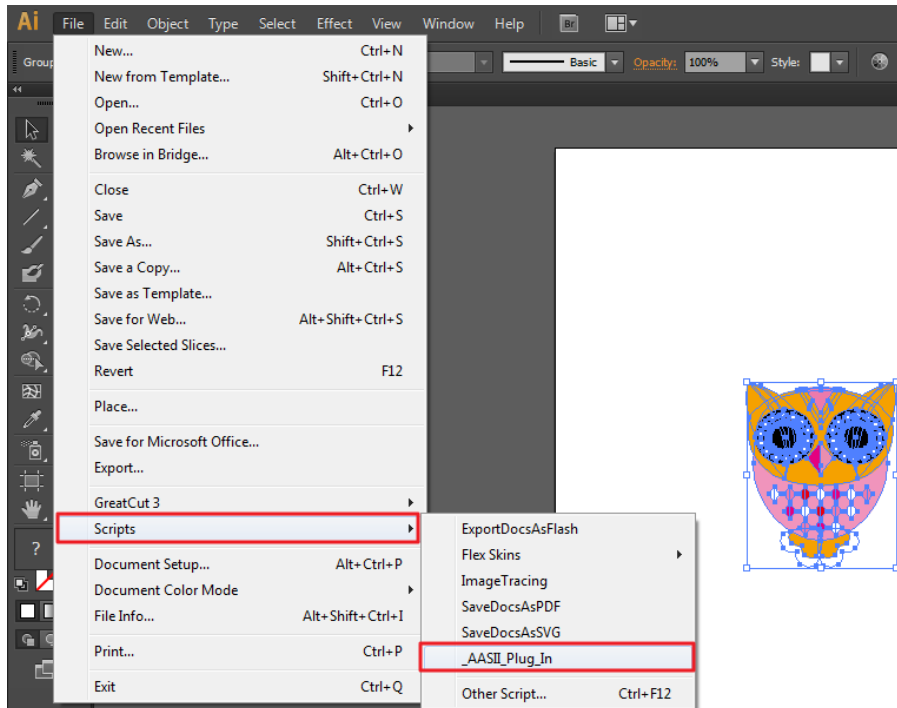 Ai File Edit Object Type Select Effect View Window Help Br
Group Basic Opacity: 100% Style:
New... Ctrl+N
New from Template... Shift+Ctrl+N
Open... Ctrl+O
Open Recent Files
Browse in Bridge... Alt+Ctrl+O
Close Ctrl+W
Save Ctrl+S
Save As... Shift+Ctrl+S
Save a Copy... Alt+Ctrl+S
Save as Template...
Save for Web... Alt+Shift+Ctrl+S
Save Selected Slices...
Revert F12
Place...
Save for Microsoft Office...
Export...
GreatCut 3
Scripts
Document Setup... Alt+Ctrl+P
Document Color Mode
File Info... Alt+Shift+Ctrl+I
Print... Ctrl+P
Exit Ctrl+Q
ExportDocsAsFlash
Flex Skins
ImageTracing
SaveDocsAsPDF
SaveDocsAsSVG
_AASII_Plug_In
Other Script... Ctrl+F12
?